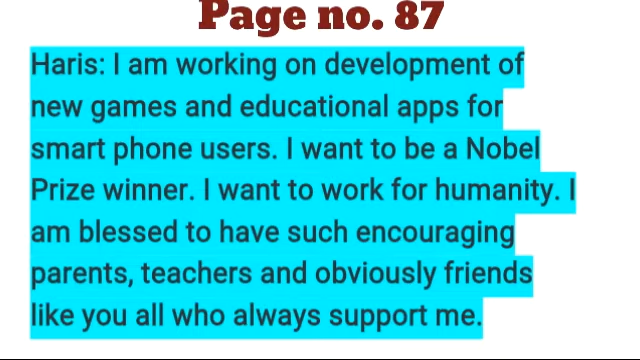 Page no. 87
Haris: I am working on development of
new games and educational apps for
smart phone users. I want to be a Nobel
Prize winner. I want to work for humanity. I
am blessed to have such encouraging
parents, teachers and obviously friends
like you all who always support me.